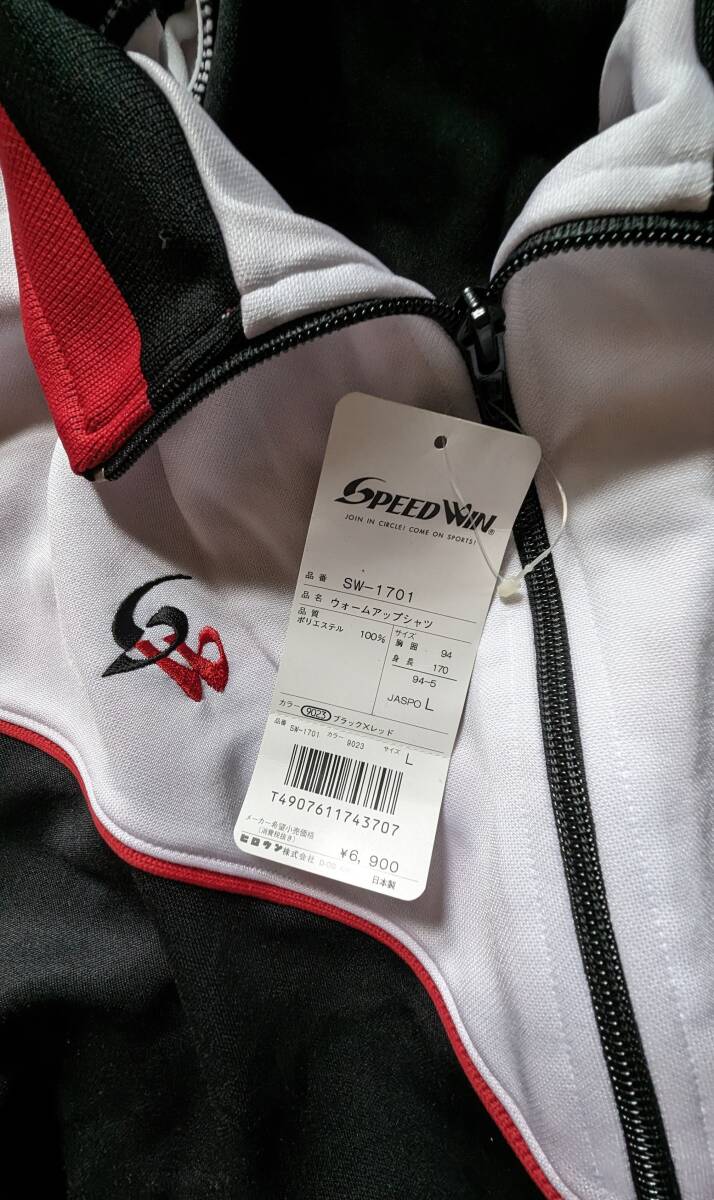 SPEED WIN®
JOIN IN CIRCLE! COME ON SPORTS!
品番 SW-1701
品名 ウォームアップシャツ
品質
ポリエステル 100%
サイズ
胸囲 94
身長 170
94-5
JASPO L
カラー 9023 ブラック×レッド
品番 SW-1701 カラー 9023 サイズ L
T4907611743707
メーカー希望小売価格
(消費税抜き) ¥6,900
ヒロウン株式会社
日本製